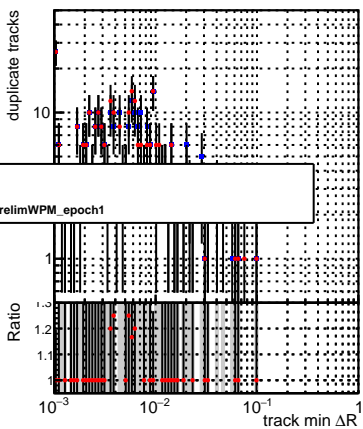 duplicate tracks
10
relimWPM_epoch1
1
Ratio
1.3
1.2
1.1
1
10⁻³
10⁻²
10⁻¹
1
track min ΔR